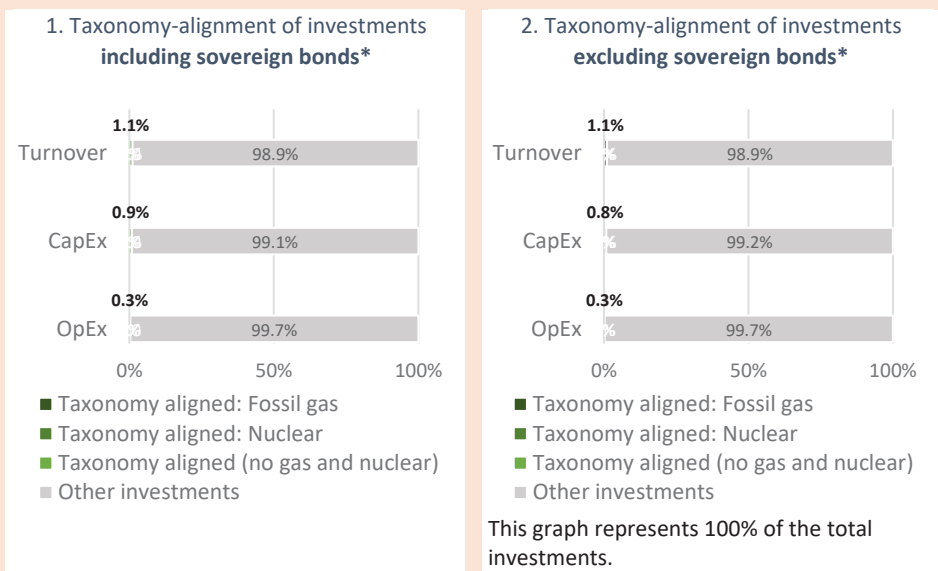 1. Taxonomy-alignment of investments
including sovereign bonds*
1.1%
Turnover 98.9%
0.9%
CapEx 99.1%
0.3%
OpEx 99.7%
0% 50% 100%
Taxonomy aligned: Fossil gas
Taxonomy aligned: Nuclear
Taxonomy aligned (no gas and nuclear)
Other investments
2. Taxonomy-alignment of investments
excluding sovereign bonds*
1.1%
Turnover 98.9%
0.8%
CapEx 99.2%
0.3%
OpEx 99.7%
0% 50% 100%
Taxonomy aligned: Fossil gas
Taxonomy aligned: Nuclear
Taxonomy aligned (no gas and nuclear)
Other investments
This graph represents 100% of the total
investments.